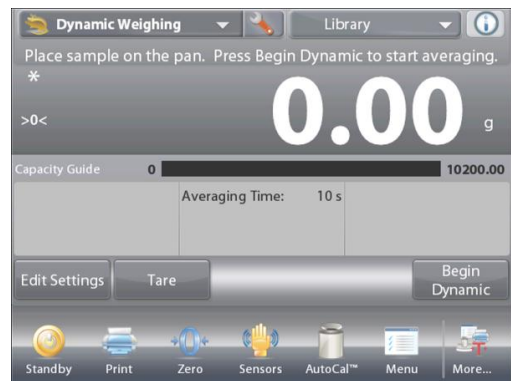 Dynamic Weighing Library
Place sample on the pan. Press Begin Dynamic to start averaging.
*
>0< 0.00 g
Capacity Guide 0 10200.00
Averaging Time: 10 s
Edit Settings Tare Begin Dynamic
Standby Print Zero Sensors AutoCal™ Menu More...